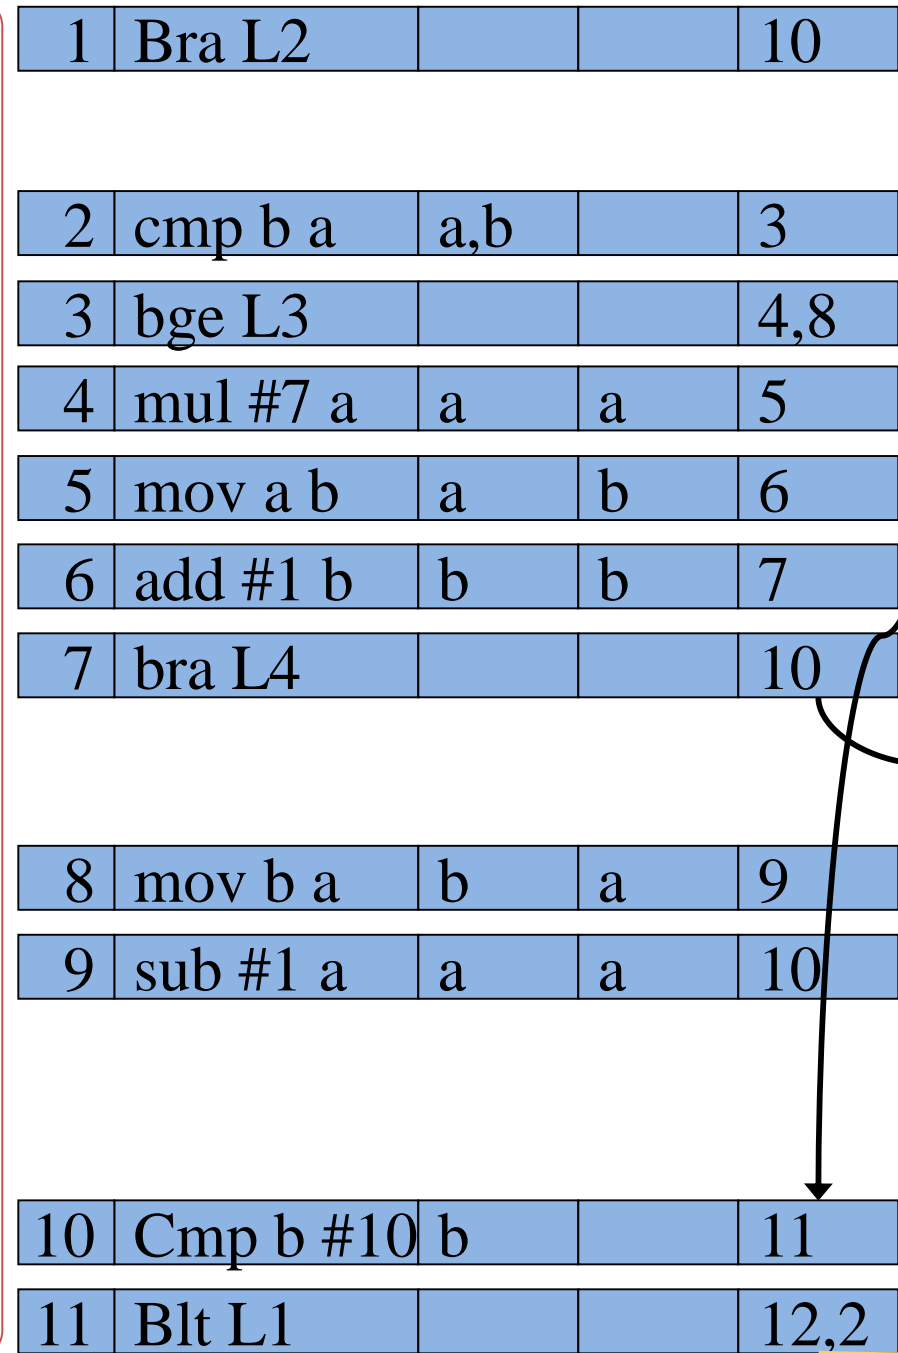 1 Bra L2 10
2 cmp b a a,b 3
3 bge L3 4,8
4 mul #7 a a a 5
5 mov a b a b 6
6 add #1 b b b 7
7 bra L4 10
8 mov b a b a 9
9 sub #1 a a a 10
10 Cmp b #10 b 11
11 Blt L1 12,2